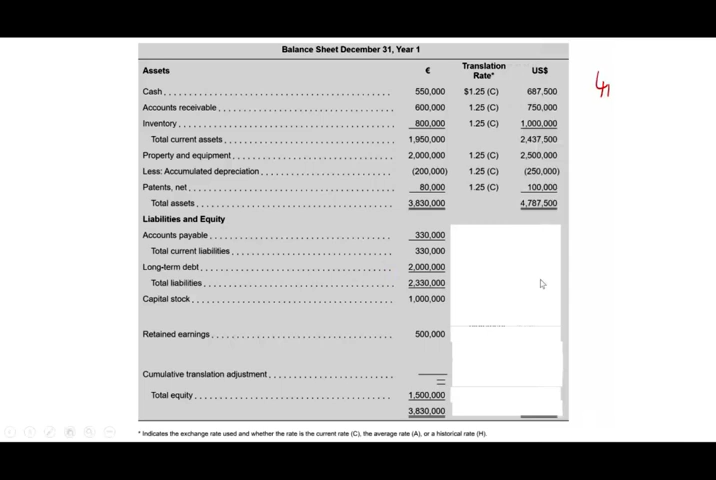 Balance Sheet December 31, Year 1
Assets € Translation Rate* US$
Cash 550,000 $1.25 (C) 687,500
Accounts receivable 600,000 1.25 (C) 750,000
Inventory 800,000 1.25 (C) 1,000,000
Total current assets 1,950,000 2,437,500
Property and equipment 2,000,000 1.25 (C) 2,500,000
Less: Accumulated depreciation (200,000) 1.25 (C) (250,000)
Patents, net 80,000 1.25 (C) 100,000
Total assets 3,830,000 4,787,500
Liabilities and Equity
Accounts payable 330,000
Total current liabilities 330,000
Long-term debt 2,000,000
Total liabilities 2,330,000
Capital stock 1,000,000
Retained earnings 500,000
Cumulative translation adjustment
Total equity 1,500,000
3,830,000
* Indicates the exchange rate used and whether the rate is the current rate (C), the average rate (A), or a historical rate (H).